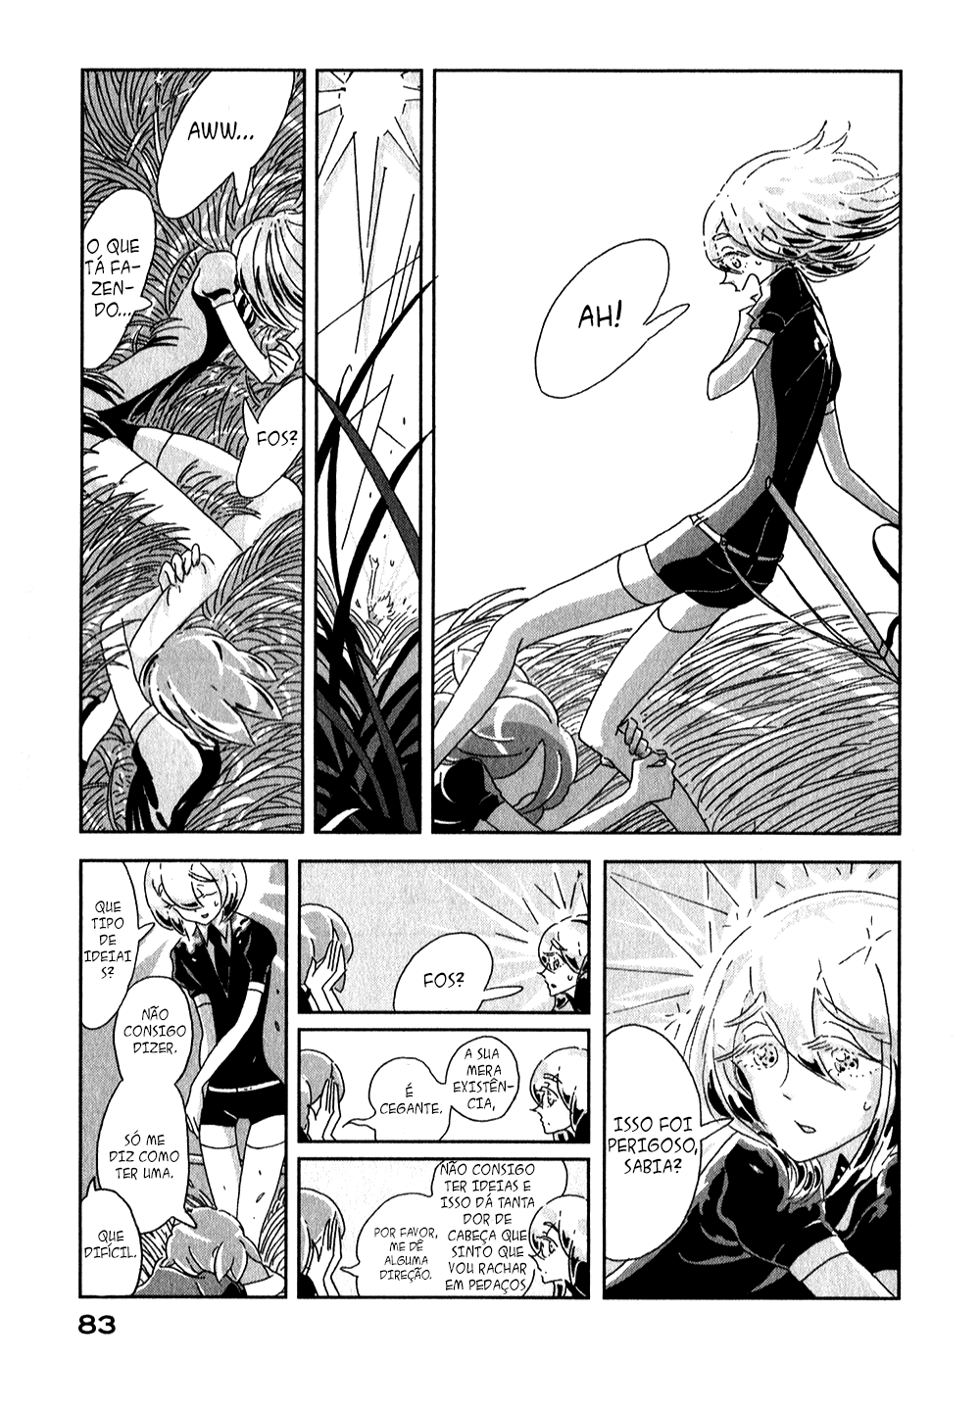 AH!
AWW...
O QUE
TÁ FA-
ZEN-
DO...
FOS?
ISSO FOI
PERIGOSO,
SABIA?
FOS?
A SUA
MERA
EXISTÊN-
CIA,
É
CEGANTE.
NÃO CONSIGO
TER IDEIAS E
ISSO DÁ TANTA
DOR DE
CABEÇA QUE
SINTO QUE
VOU RACHAR
EM PEDAÇOS
POR FAVOR,
ME DÊ
ALGUMA
DIREÇÃO.
QUE
TIPO
DE
IDEIAI
S?
NÃO
CONSIGO
DIZER.
SÓ ME
DIZ COMO
TER UMA.
QUE
DIFÍCIL.
83